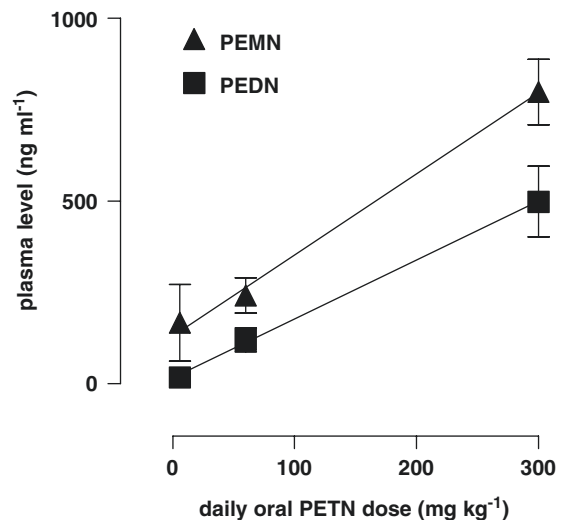 1000
PEMN
PEDN
plasma level (ng ml⁻¹)
500
0
0 100 200 300
daily oral PETN dose (mg kg⁻¹)